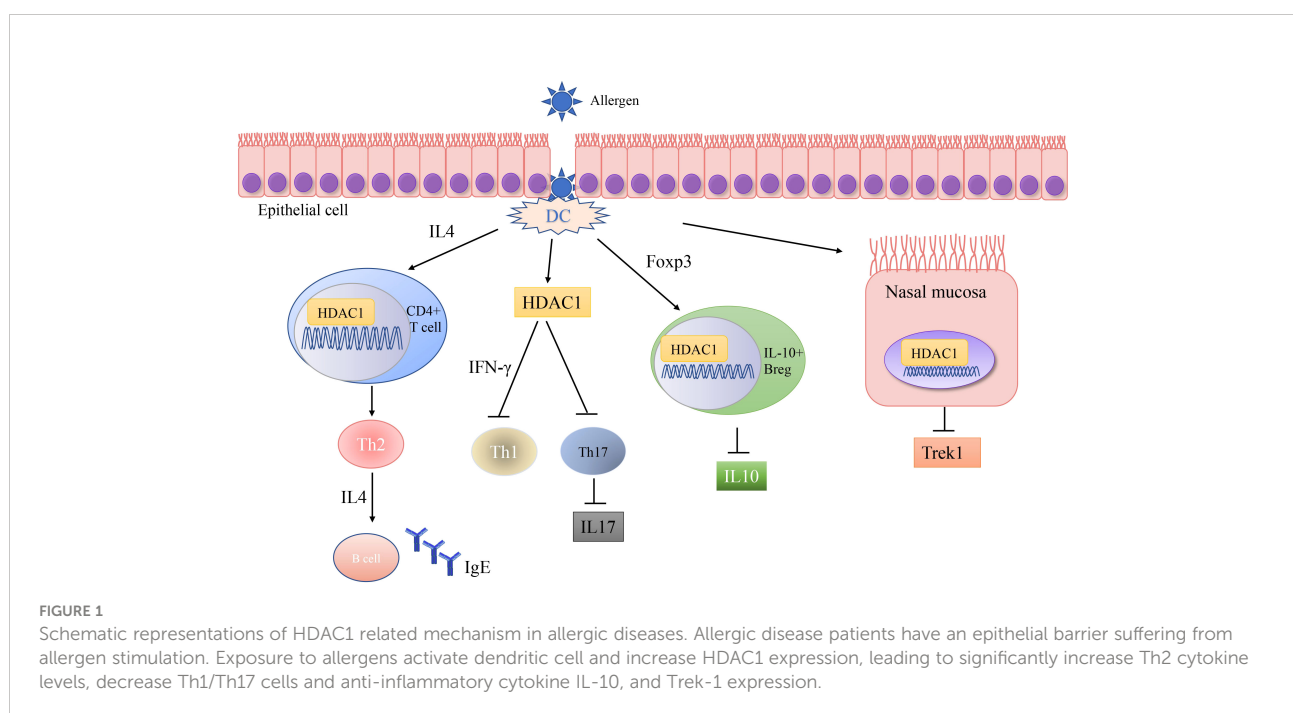 Allergen
Epithelial cell
DC
IL4
Foxp3
HDAC1
CD4+
T cell
HDAC1
HDAC1
IL-10+
Breg
Nasal mucosa
HDAC1
IFN-γ
Th2
Th1
Th17
IL10
Trek1
IL4
IL17
B cell
IgE
FIGURE 1
Schematic representations of HDAC1 related mechanism in allergic diseases. Allergic disease patients have an epithelial barrier suffering from
allergen stimulation. Exposure to allergens activate dendritic cell and increase HDAC1 expression, leading to significantly increase Th2 cytokine
levels, decrease Th1/Th17 cells and anti-inflammatory cytokine IL-10, and Trek-1 expression.